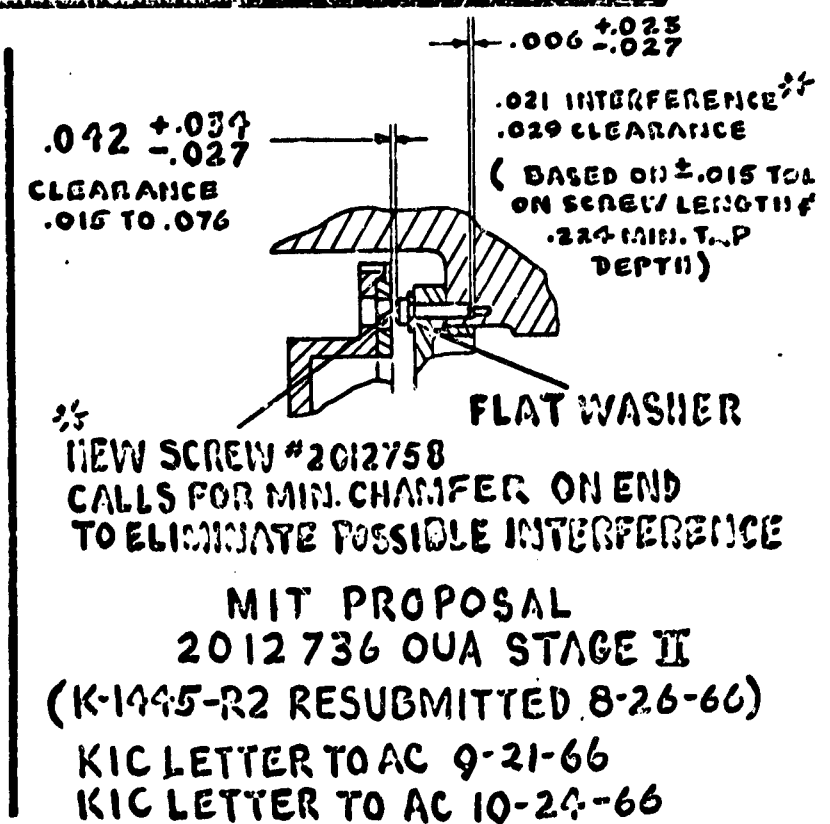 .006 +.023
-.027
.042 +.034
-.027
CLEARANCE
.015 TO .076
.021 INTERFERENCE**
.029 CLEARANCE
( BASED ON ±.015 TOL
ON SCREW LENGTH &
.224 MIN. TAP
DEPTH)
FLAT WASHER
**
NEW SCREW #2012758
CALLS FOR MIN. CHAMFER ON END
TO ELIMINATE POSSIBLE INTERFERENCE
MIT PROPOSAL
2012736 OUA STAGE II
(K-1445-R2 RESUBMITTED 8-26-66)
KIC LETTER TO AC 9-21-66
KIC LETTER TO AC 10-24-66